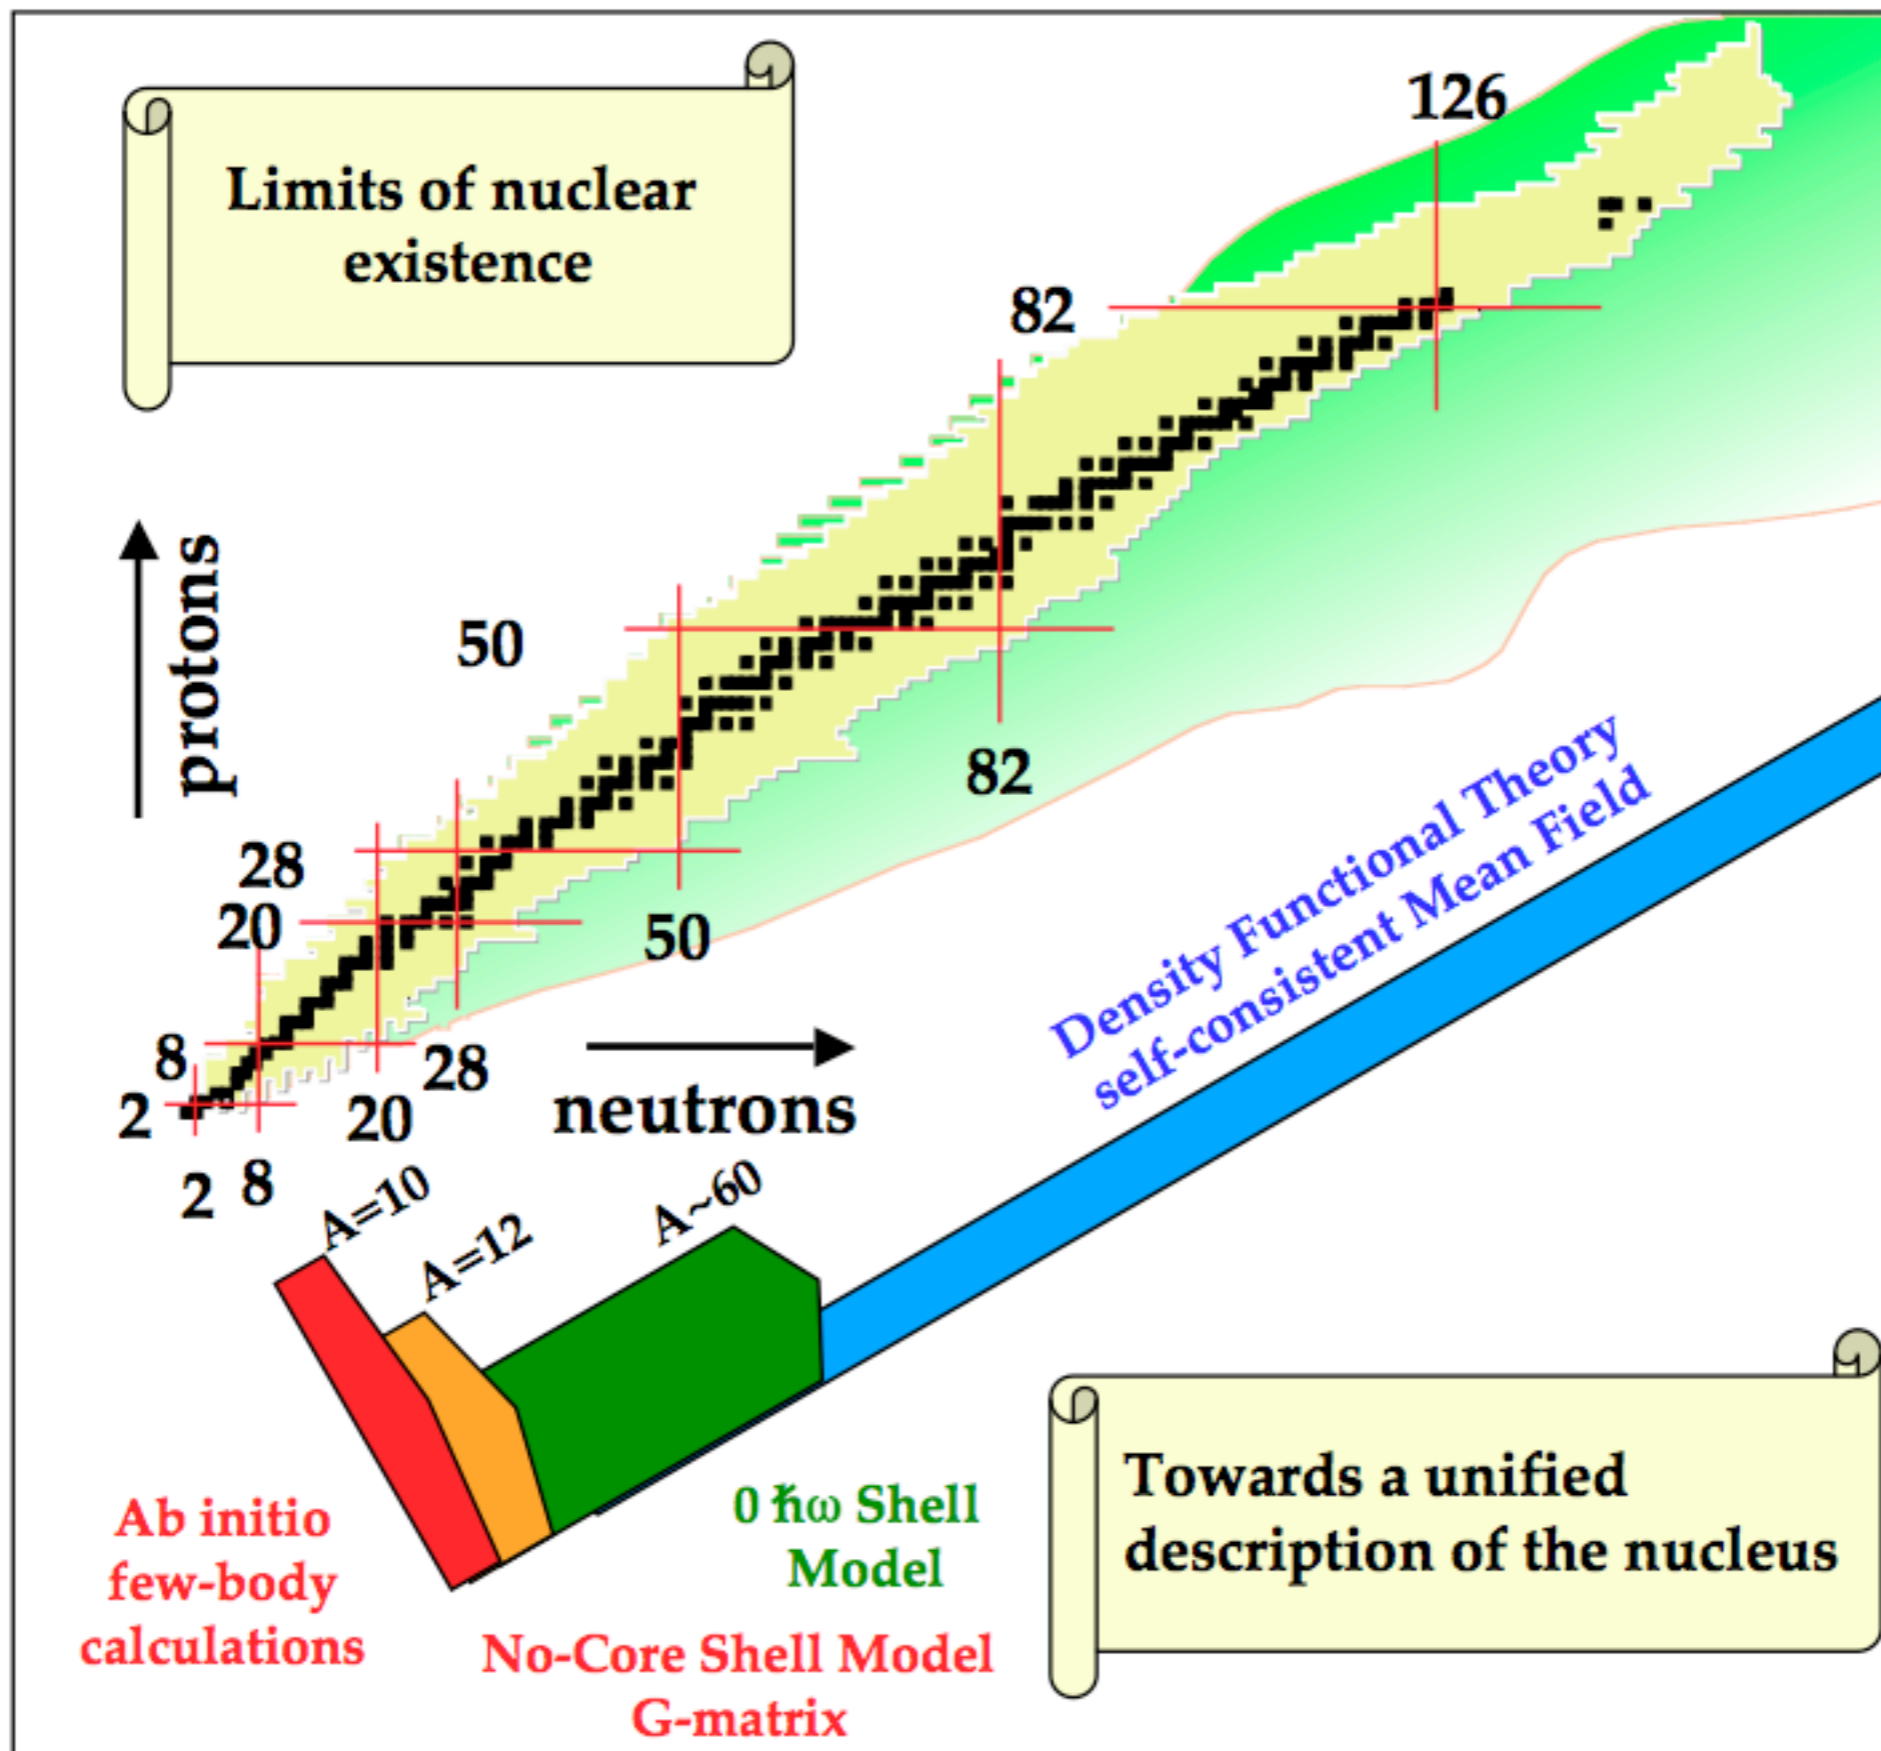 Limits of nuclear
existence
126
82
50
28
20
8
2
protons
82
50
28
20
8
2
neutrons
A=10
A=12
A~60
Density Functional Theory
self-consistent Mean Field
Ab initio
few-body
calculations
0 ℏω Shell
Model
No-Core Shell Model
G-matrix
Towards a unified
description of the nucleus